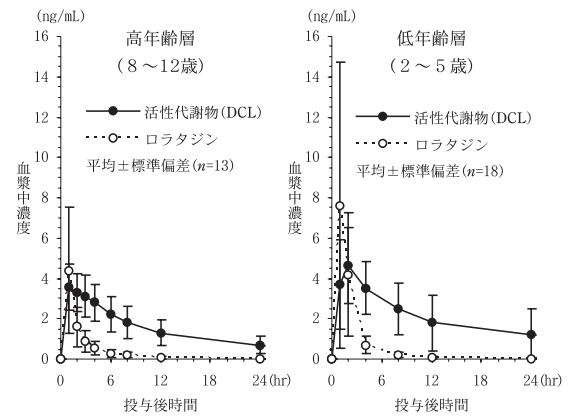 (ng/mL)
16
14
12
10
8
6
4
2
0
血漿中濃度
高年齢層
(8～12歳)
活性代謝物(DCL)
ロラタジン
平均±標準偏差(n=13)
0 6 12 18 24(hr)
投与後時間
(ng/mL)
16
14
12
10
8
6
4
2
0
血漿中濃度
低年齢層
(2～5歳)
活性代謝物(DCL)
ロラタジン
平均±標準偏差(n=18)
0 6 12 18 24(hr)
投与後時間